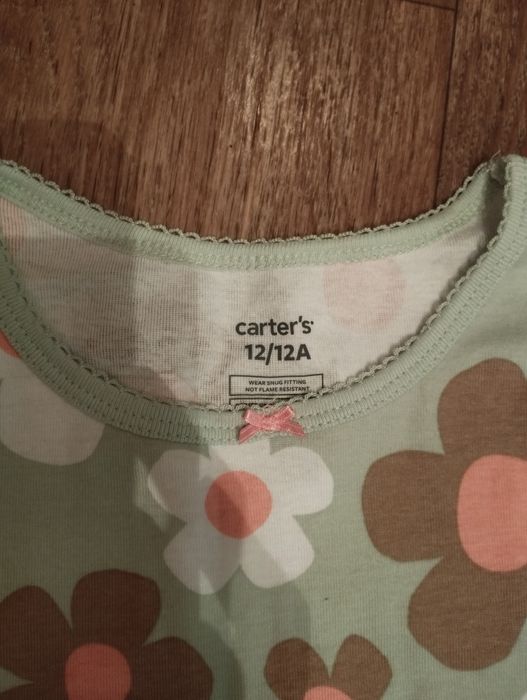 carter's
12/12A
WEAR SNUG FITTING
NOT FLAME RESISTANT